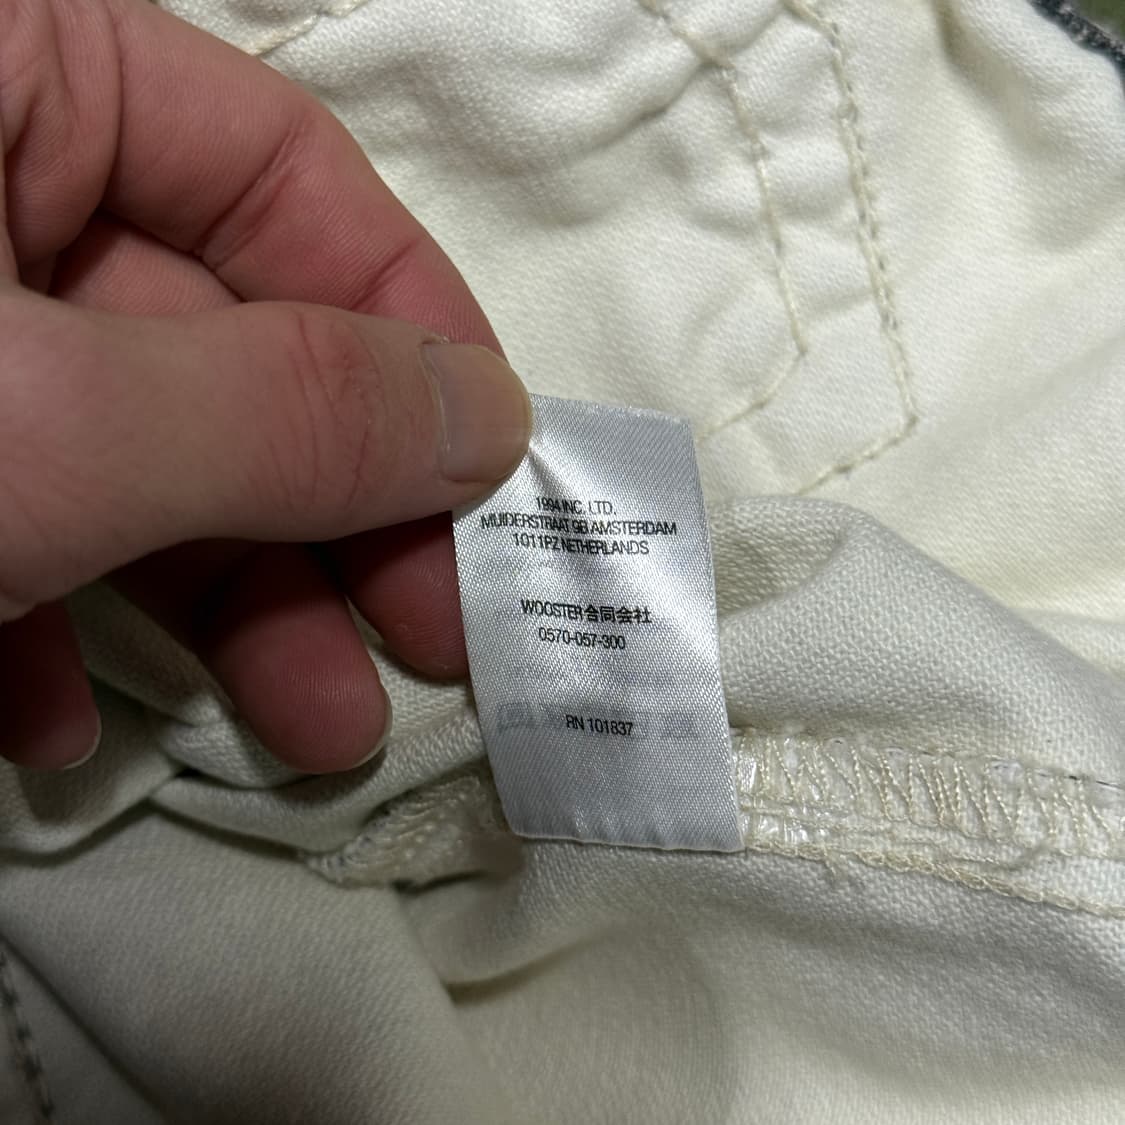 1994 INC. LTD.
MUIDERSTRAAT 9B AMSTERDAM
1011PZ NETHERLANDS
WOOSTER合同会社
0570-057-300
RN 101837